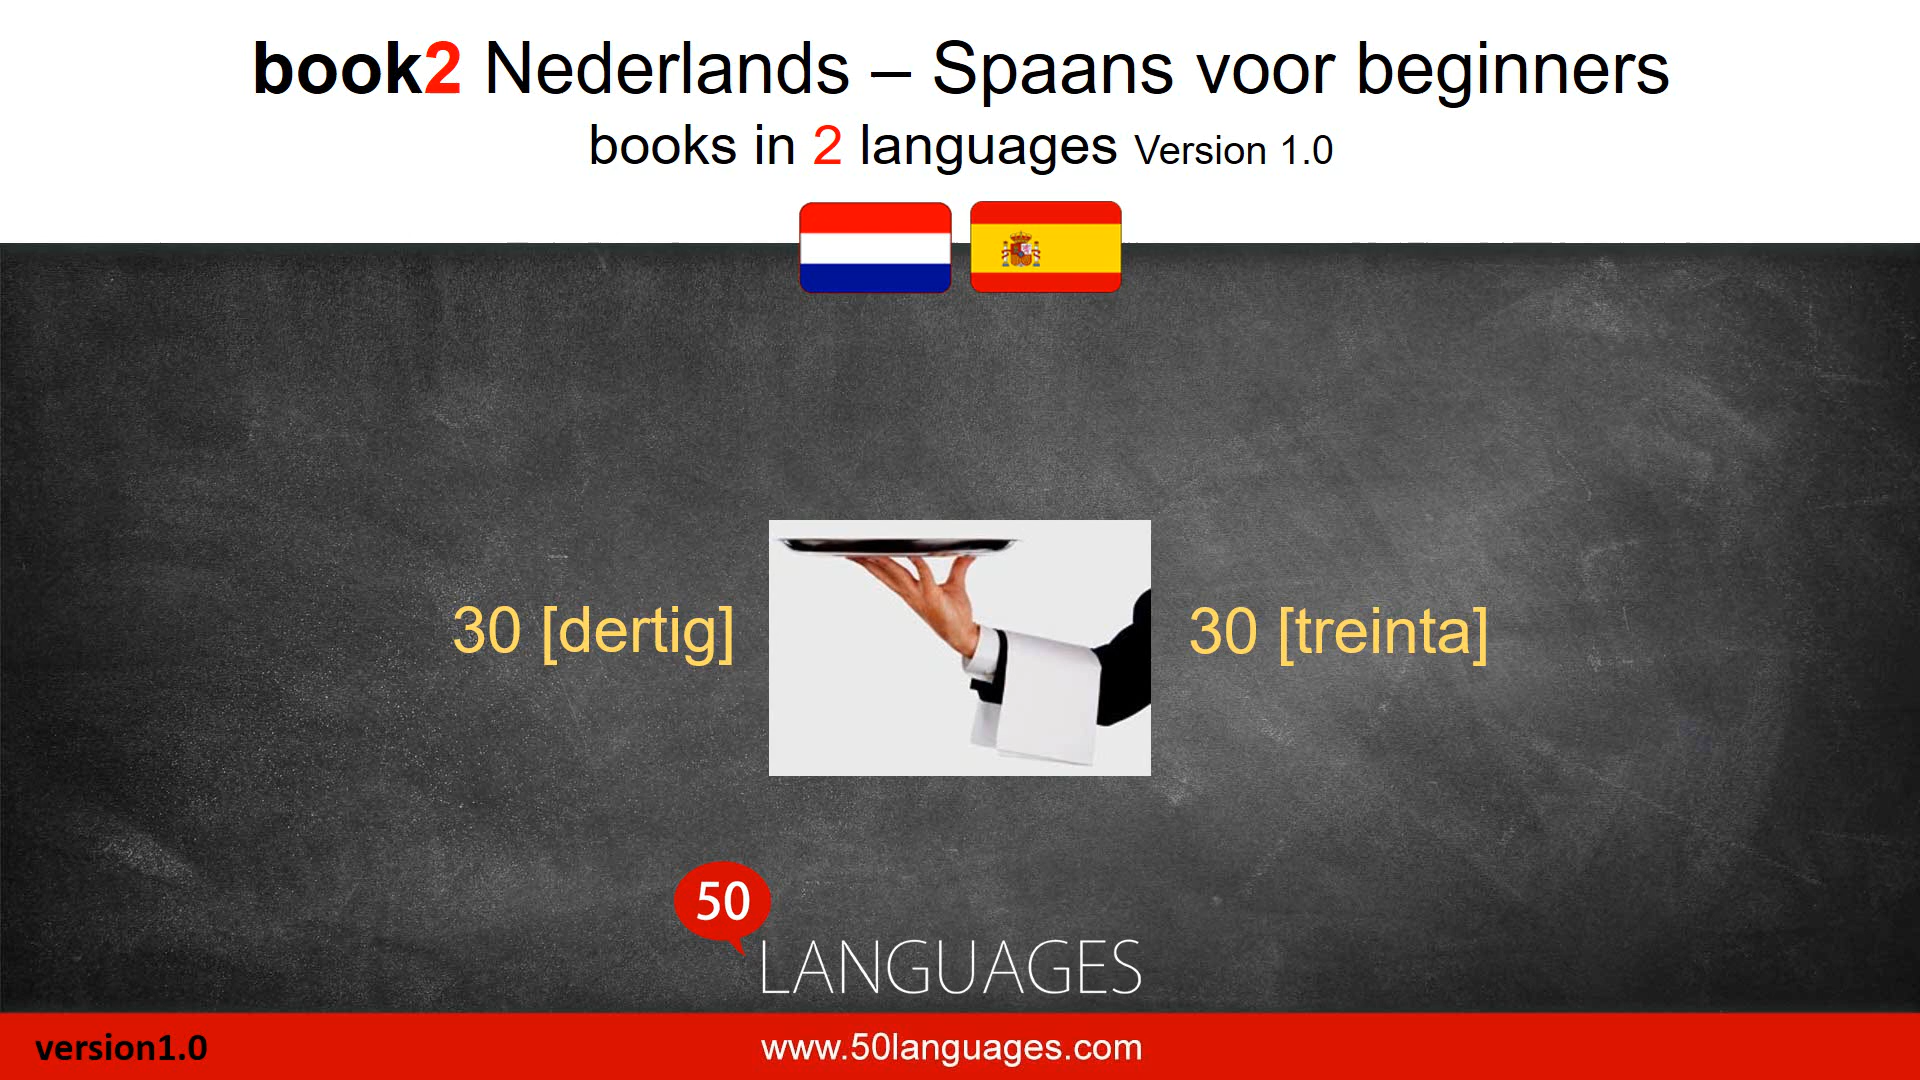 book2 Nederlands – Spaans voor beginners
books in 2 languages Version 1.0
30 [dertig]
30 [treinta]
50
LANGUAGES
version1.0
www.50languages.com